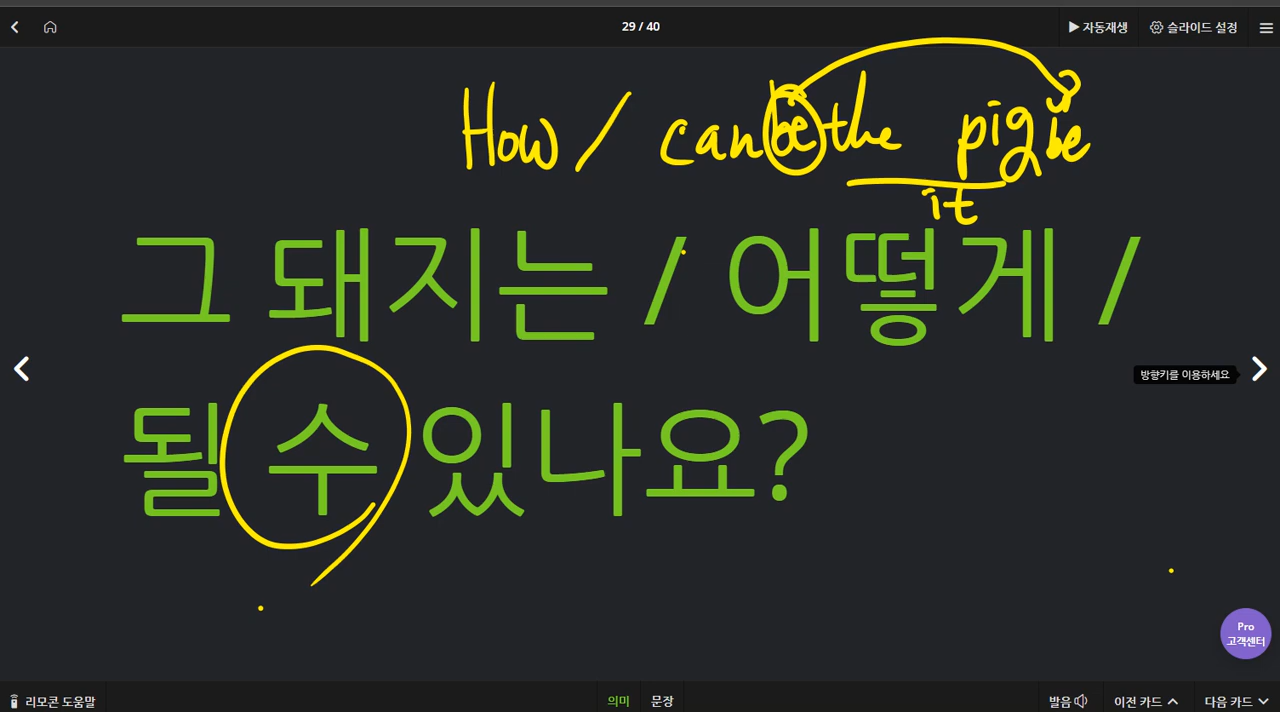 29 / 40
자동재생
슬라이드 설정
How / can be the pig be
it
그 돼지는 / 어떻게 /
될 수 있나요?
방향키를 이용하세요
Pro
고객센터
리모콘 도움말
의미
문장
발음
이전 카드
다음 카드